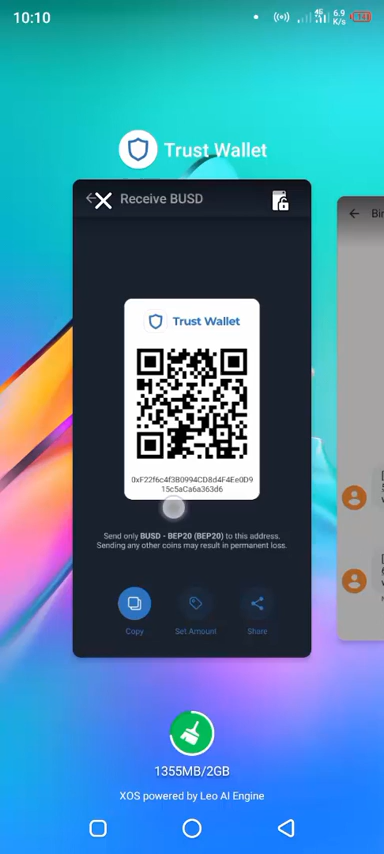 10:10
4G
6.9
K/s
Trust Wallet
Receive BUSD
Bin
Trust Wallet
0xF22f6c4f3B0994CD8d4F4Ee0D9
15c5aCa6a363d6
Send only BUSD - BEP20 (BEP20) to this address.
Sending any other coins may result in permanent loss.
Copy
Set Amount
Share
1355MB/2GB
XOS powered by Leo AI Engine